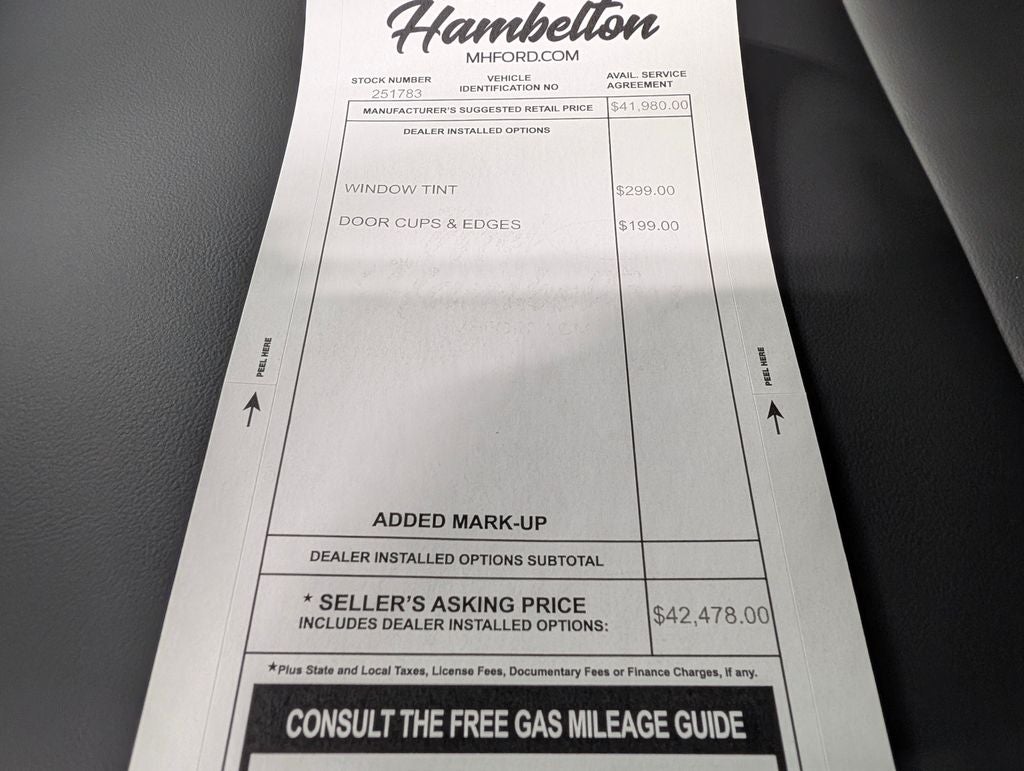 Hambelton
MHFORD.COM
STOCK NUMBER
251783
VEHICLE
IDENTIFICATION NO
AVAIL. SERVICE
AGREEMENT
MANUFACTURER'S SUGGESTED RETAIL PRICE $41,980.00
DEALER INSTALLED OPTIONS
WINDOW TINT $299.00
DOOR CUPS & EDGES $199.00
PEEL HERE
PEEL HERE
ADDED MARK-UP
DEALER INSTALLED OPTIONS SUBTOTAL
* SELLER'S ASKING PRICE
INCLUDES DEALER INSTALLED OPTIONS:
$42,478.00
*Plus State and Local Taxes, License Fees, Documentary Fees or Finance Charges, if any.
CONSULT THE FREE GAS MILEAGE GUIDE